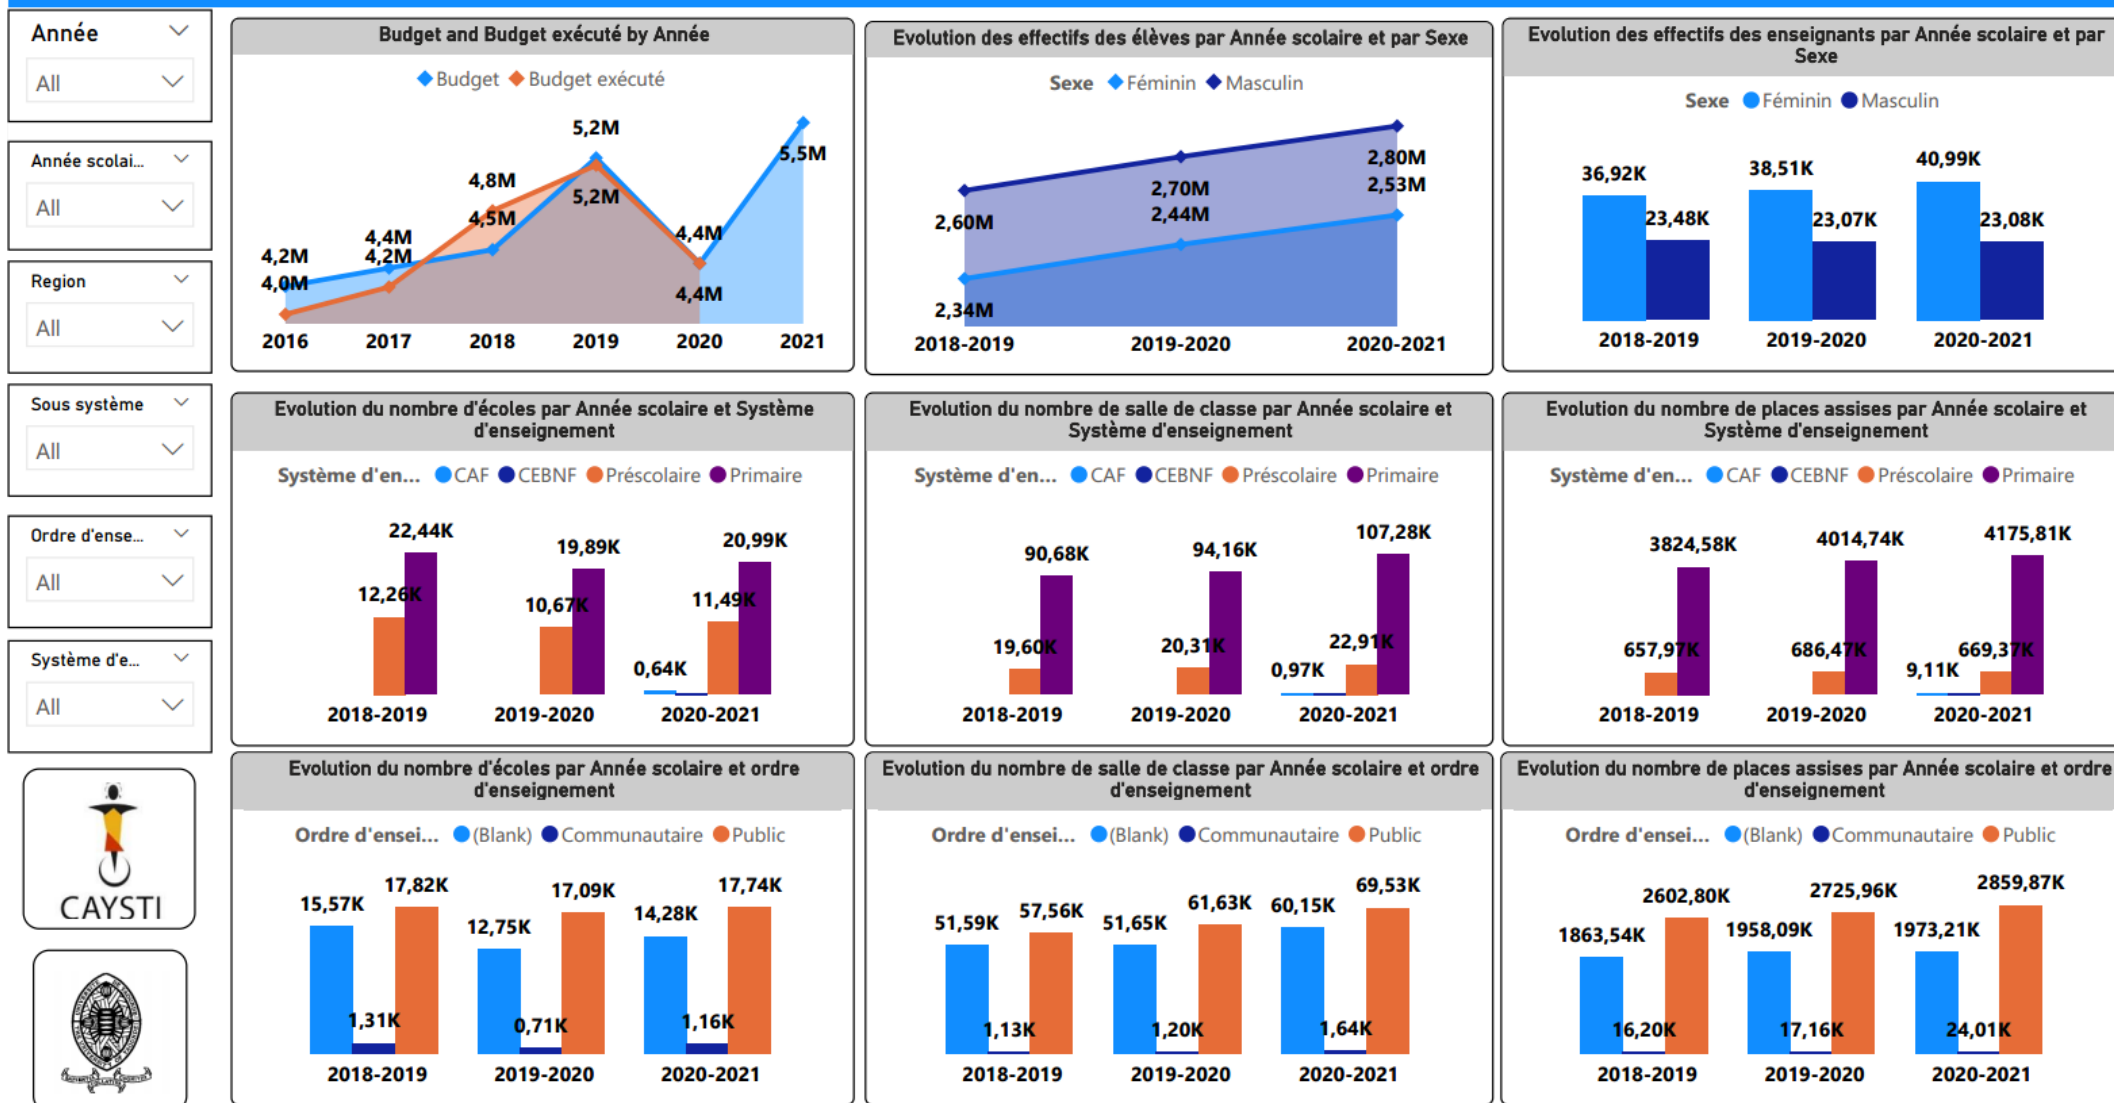 Année
All
Année scolai...
All
Region
All
Sous système
All
Ordre d'ense...
All
Système d'e...
All
CAYSTI
Budget and Budget exécuté by Année
Budget Budget exécuté
5,2M
5,5M
4,8M
5,2M
4,5M
4,4M
4,4M
4,2M
4,2M
4,0M
4,4M
2016 2017 2018 2019 2020 2021
Evolution des effectifs des élèves par Année scolaire et par Sexe
Sexe Féminin Masculin
2,80M
2,53M
2,70M
2,44M
2,60M
2,34M
2018-2019 2019-2020 2020-2021
Evolution des effectifs des enseignants par Année scolaire et par
Sexe
Sexe Féminin Masculin
36,92K 38,51K 40,99K
23,48K 23,07K 23,08K
2018-2019 2019-2020 2020-2021
Evolution du nombre d'écoles par Année scolaire et Système
d'enseignement
Système d'en... CAF CEBNF Préscolaire Primaire
22,44K 19,89K 20,99K
12,26K 10,67K 11,49K
0,64K
2018-2019 2019-2020 2020-2021
Evolution du nombre de salle de classe par Année scolaire et
Système d'enseignement
Système d'en... CAF CEBNF Préscolaire Primaire
90,68K 94,16K 107,28K
19,60K 20,31K 22,91K
0,97K
2018-2019 2019-2020 2020-2021
Evolution du nombre de places assises par Année scolaire et
Système d'enseignement
Système d'en... CAF CEBNF Préscolaire Primaire
3824,58K 4014,74K 4175,81K
657,97K 686,47K 669,37K
9,11K
2018-2019 2019-2020 2020-2021
Evolution du nombre d'écoles par Année scolaire et ordre
d'enseignement
Ordre d'ensei... (Blank) Communautaire Public
15,57K 17,82K 12,75K 17,09K 14,28K 17,74K
1,31K 0,71K 1,16K
2018-2019 2019-2020 2020-2021
Evolution du nombre de salle de classe par Année scolaire et ordre
d'enseignement
Ordre d'ensei... (Blank) Communautaire Public
51,59K 57,56K 51,65K 61,63K 60,15K 69,53K
1,13K 1,20K 1,64K
2018-2019 2019-2020 2020-2021
Evolution du nombre de places assises par Année scolaire et ordre
d'enseignement
Ordre d'ensei... (Blank) Communautaire Public
1863,54K 2602,80K 1958,09K 2725,96K 1973,21K 2859,87K
16,20K 17,16K 24,01K
2018-2019 2019-2020 2020-2021